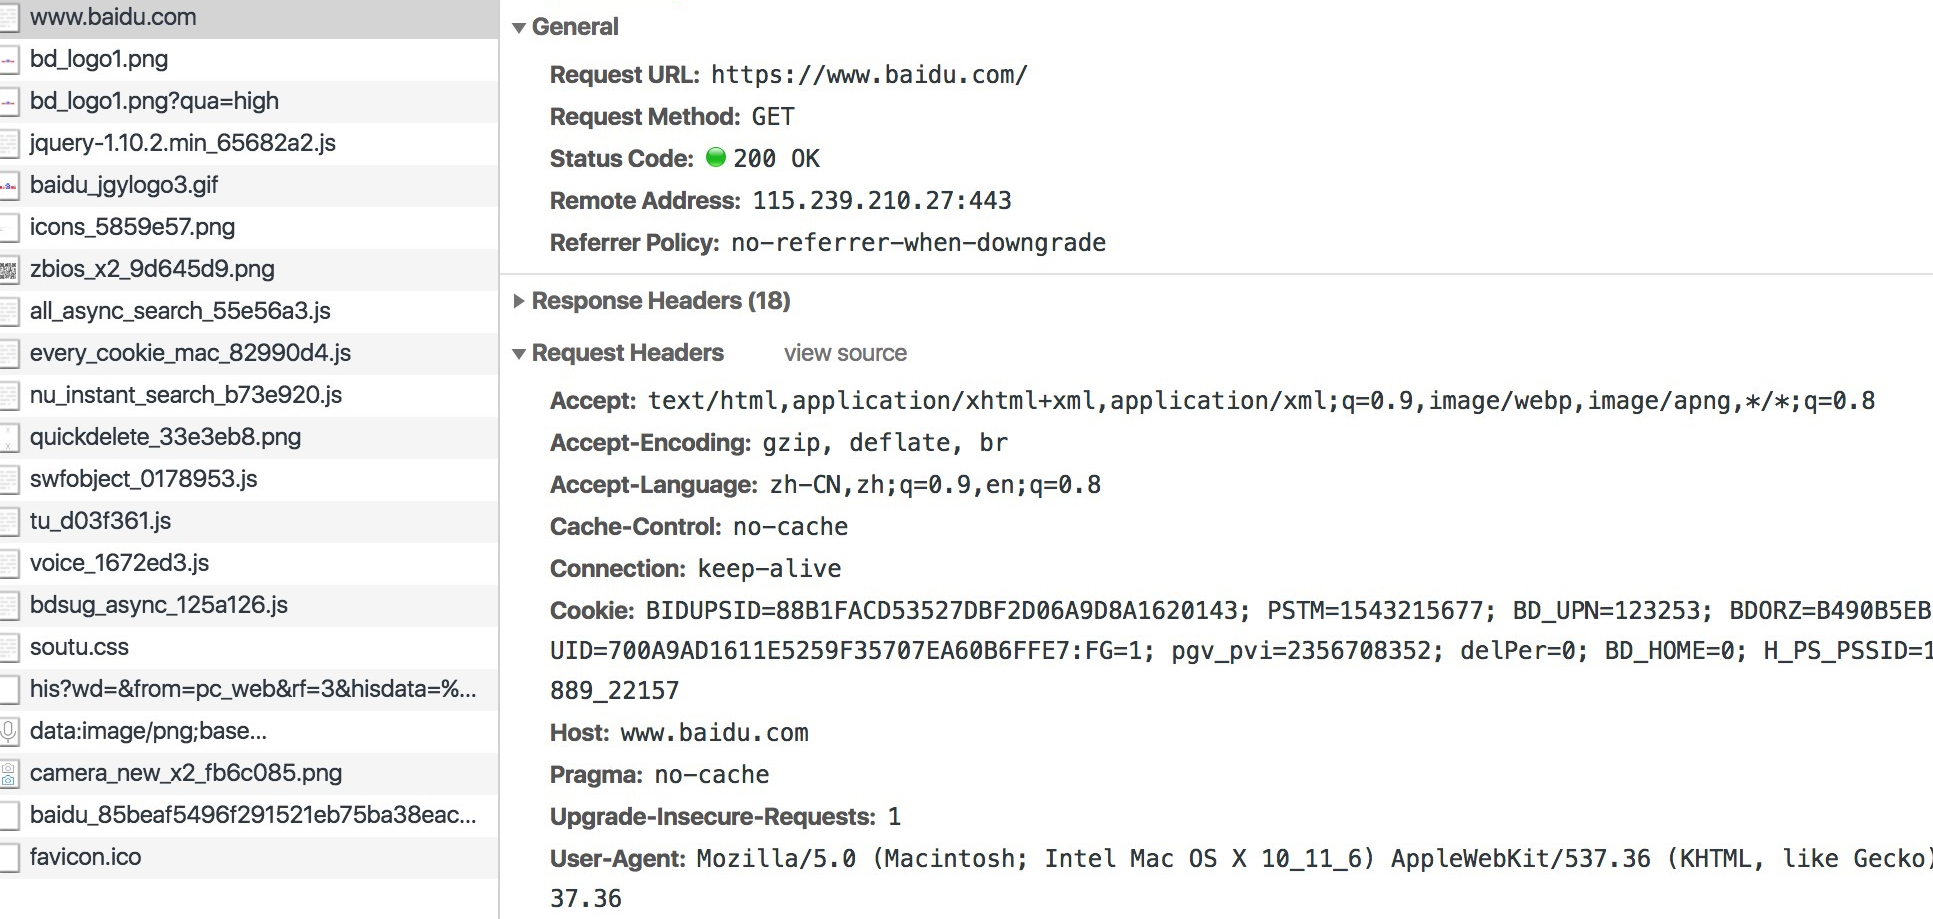 www.baidu.com
bd_logo1.png
bd_logo1.png?qua=high
jquery-1.10.2.min_65682a2.js
baidu_jgylogo3.gif
icons_5859e57.png
zbios_x2_9d645d9.png
all_async_search_55e56a3.js
every_cookie_mac_82990d4.js
nu_instant_search_b73e920.js
quickdelete_33e3eb8.png
swfobject_0178953.js
tu_d03f361.js
voice_1672ed3.js
bdsug_async_125a126.js
soutu.css
his?wd=&from=pc_web&rf=3&hisdata=%...
data:image/png;base...
camera_new_x2_fb6c085.png
baidu_85beaf5496f291521eb75ba38eac...
favicon.ico
General
Request URL: https://www.baidu.com/
Request Method: GET
Status Code: 200 OK
Remote Address: 115.239.210.27:443
Referrer Policy: no-referrer-when-downgrade
Response Headers (18)
Request Headers view source
Accept: text/html,application/xhtml+xml,application/xml;q=0.9,image/webp,image/apng,*/*;q=0.8
Accept-Encoding: gzip, deflate, br
Accept-Language: zh-CN,zh;q=0.9,en;q=0.8
Cache-Control: no-cache
Connection: keep-alive
Cookie: BIDUPSID=88B1FACD53527DBF2D06A9D8A1620143; PSTM=1543215677; BD_UPN=123253; BDORZ=B490B5EB
UID=700A9AD1611E5259F35707EA60B6FFE7:FG=1; pgv_pvi=2356708352; delPer=0; BD_HOME=0; H_PS_PSSID=1
889_22157
Host: www.baidu.com
Pragma: no-cache
Upgrade-Insecure-Requests: 1
User-Agent: Mozilla/5.0 (Macintosh; Intel Mac OS X 10_11_6) AppleWebKit/537.36 (KHTML, like Gecko)
37.36